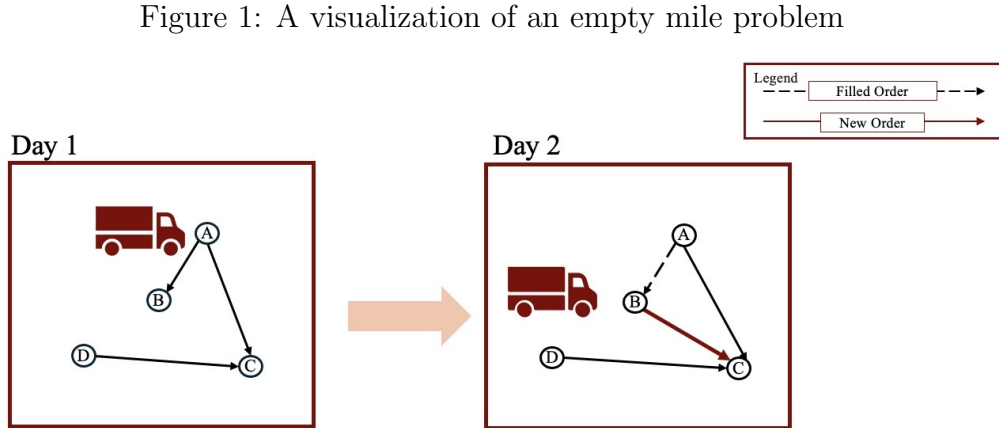 Figure 1: A visualization of an empty mile problem
Legend
Filled Order
New Order
Day 1
A
B
D
C
Day 2
A
B
D
C